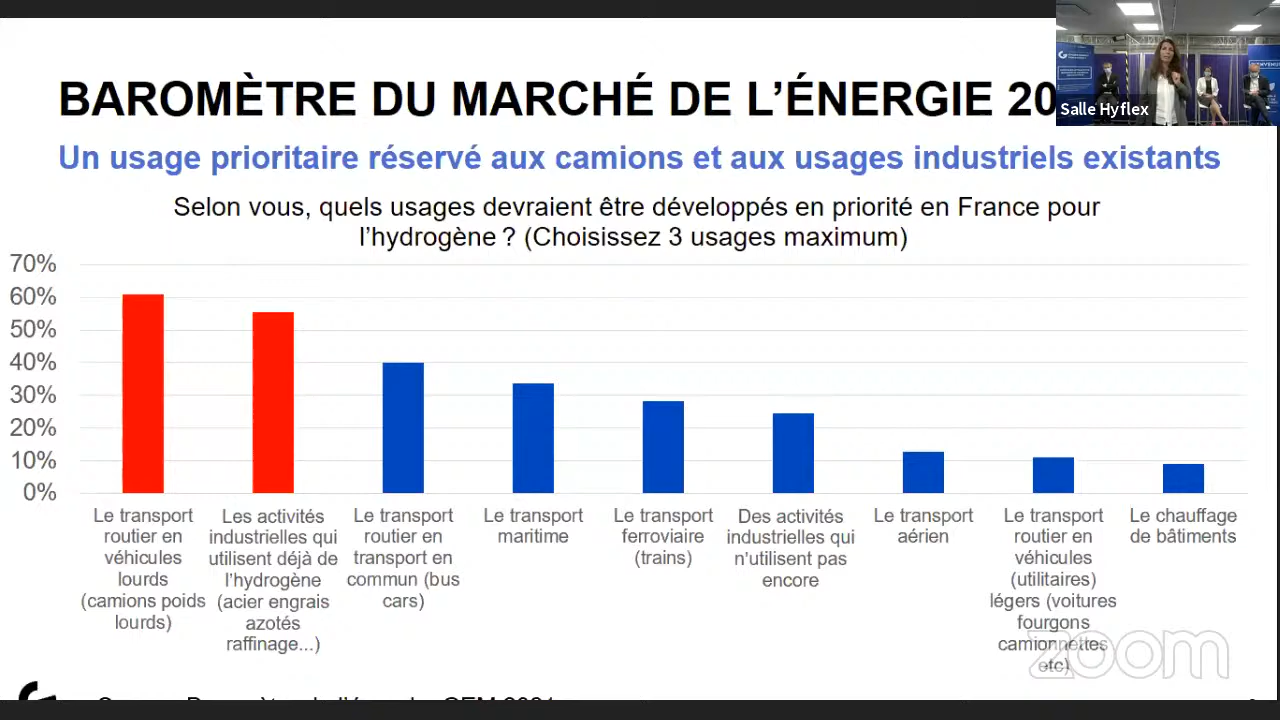 BAROMÈTRE DU MARCHÉ DE L'ÉNERGIE 20
Salle Hyflex
Un usage prioritaire réservé aux camions et aux usages industriels existants
Selon vous, quels usages devraient être développés en priorité en France pour
l'hydrogène ? (Choisissez 3 usages maximum)
70%
60%
50%
40%
30%
20%
10%
0%
Le transport
routier en
véhicules
lourds
(camions poids
lourds)
Les activités
industrielles qui
utilisent déjà de
l'hydrogène
(acier engrais
azotés
raffinage...)
Le transport
routier en
transport en
commun (bus
cars)
Le transport
maritime
Le transport
ferroviaire
(trains)
Des activités
industrielles qui
n'utilisent pas
encore
Le transport
aérien
Le transport
routier en
véhicules
(utilitaires)
légers (voitures
fourgons
camionnettes
etc)
Le chauffage
de bâtiments
zoom